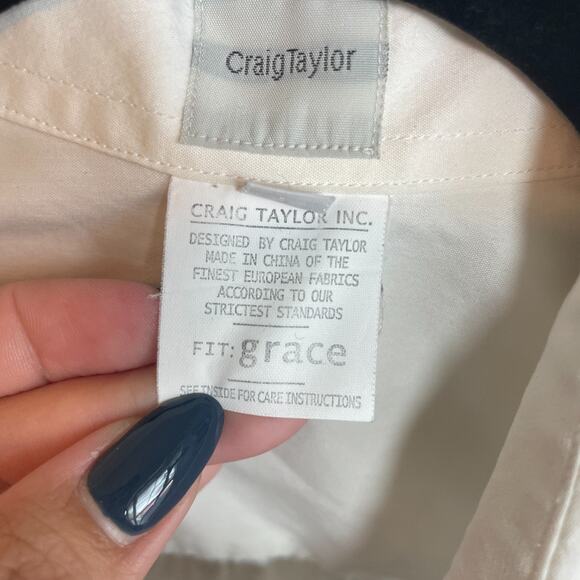 CraigTaylor
CRAIG TAYLOR INC.
DESIGNED BY CRAIG TAYLOR
MADE IN CHINA OF THE
FINEST EUROPEAN FABRICS
ACCORDING TO OUR
STRICTEST STANDARDS
FIT: grăce
SEE INSIDE FOR CARE INSTRUCTIONS